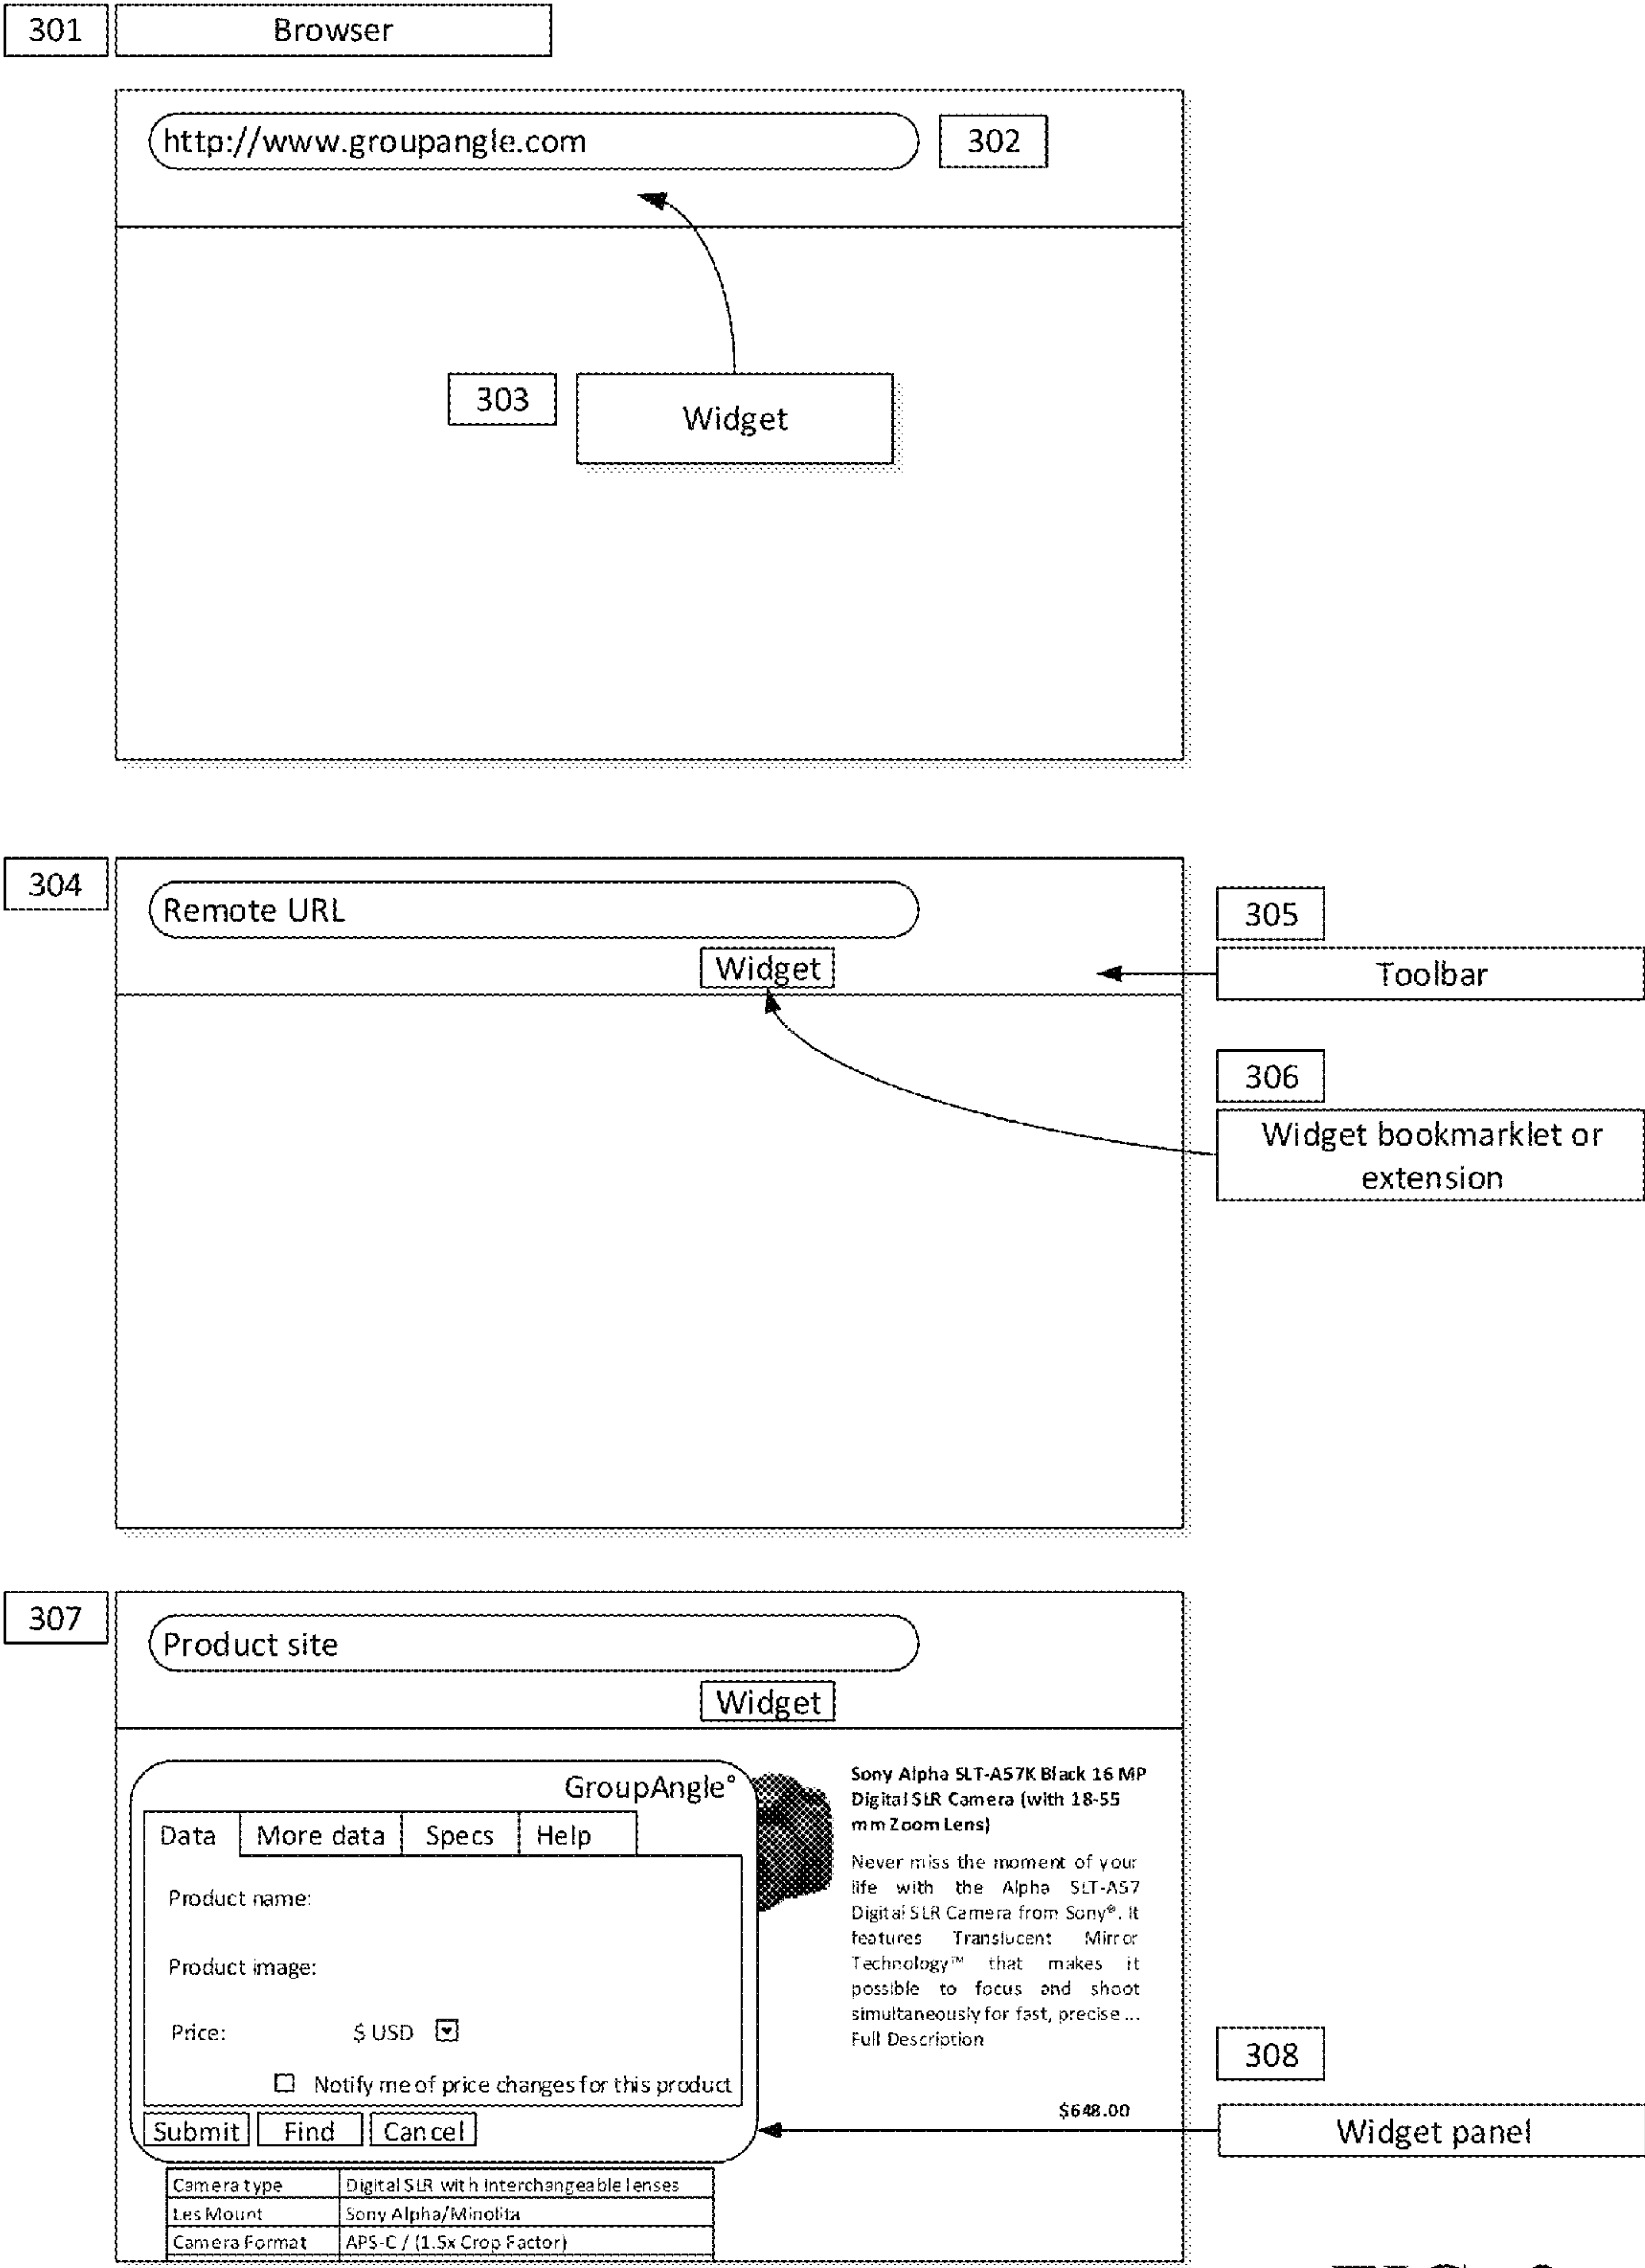 301
Browser
http://www.groupangle.com
302
303
Widget
304
Remote URL
305
Widget
Toolbar
306
Widget bookmarklet or
extension
307
Product site
Widget
GroupAngle°
Data
More data
Specs
Help
Product name:
Product image:
Price:
$ USD
Notify me of price changes for this product
Submit
Find
Cancel
Sony Alpha SLT-A57K Black 16 MP
Digital SLR Camera (with 18-55
mm Zoom Lens)
Never miss the moment of your
life with the Alpha SLT-A57
Digital SLR Camera from Sony®. It
features Translucent Mirror
Technology™ that makes it
possible to focus and shoot
simultaneously for fast, precise ...
Full Description
$648.00
308
Widget panel
Camera type
Digital SLR with interchangeable lenses
Les Mount
Sony Alpha/Minolita
Camera Format
APS-C / (1.5x Crop Factor)